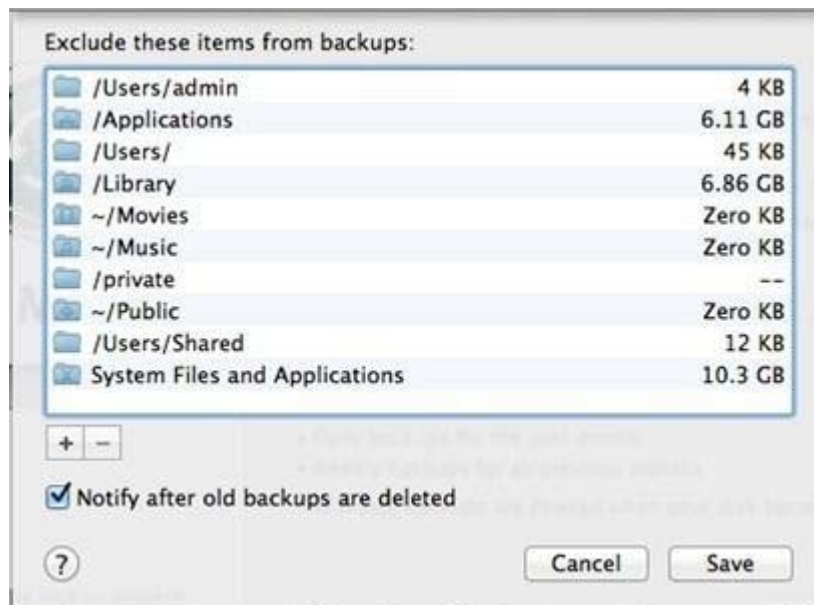 Exclude these items from backups:
/Users/admin 4 KB
/Applications 6.11 GB
/Users/ 45 KB
/Library 6.86 GB
~/Movies Zero KB
~/Music Zero KB
/private --
~/Public Zero KB
/Users/Shared 12 KB
System Files and Applications 10.3 GB
+ −
Notify after old backups are deleted
? Cancel Save